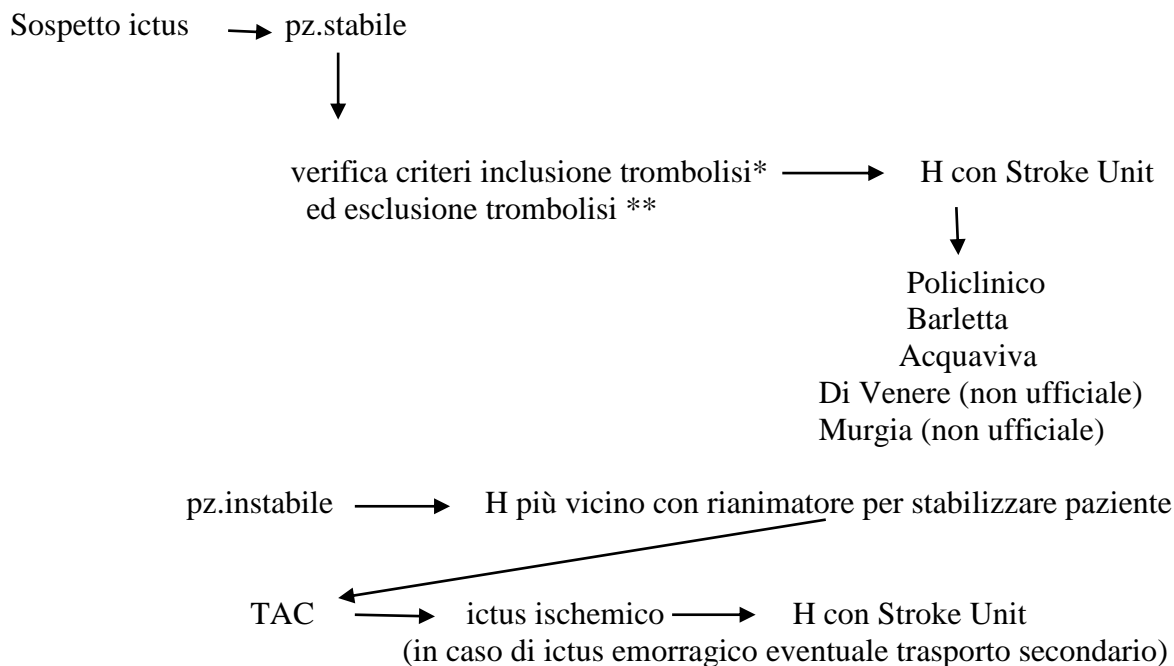 Sospetto ictus pz.stabile
verifica criteri inclusione trombolisi* H con Stroke Unit
ed esclusione trombolisi **
Policlinico
Barletta
Acquaviva
Di Venere (non ufficiale)
Murgia (non ufficiale)
pz.instabile H più vicino con rianimatore per stabilizzare paziente
TAC ictus ischemico H con Stroke Unit
(in caso di ictus emorragico eventuale trasporto secondario)